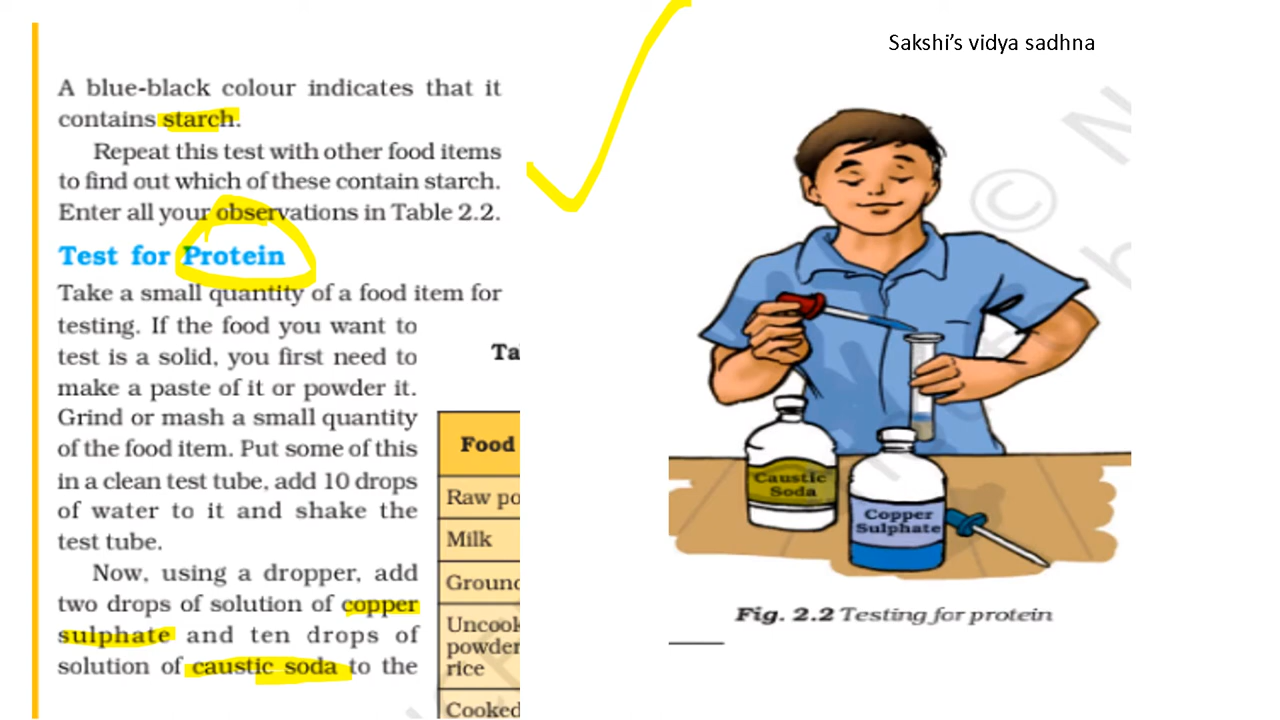 Sakshi's vidya sadhna
A blue-black colour indicates that it
contains starch.
Repeat this test with other food items
to find out which of these contain starch.
Enter all your observations in Table 2.2.
Test for Protein
Take a small quantity of a food item for
testing. If the food you want to
test is a solid, you first need to
make a paste of it or powder it.
Grind or mash a small quantity
of the food item. Put some of this
in a clean test tube, add 10 drops
of water to it and shake the
test tube.
Now, using a dropper, add
two drops of solution of copper
sulphate and ten drops of
solution of caustic soda to the
Ta
Food
Raw po
Milk
Ground
Uncook
powder
rice
Cooked
Caustic
Soda
Copper
Sulphate
Fig. 2.2 Testing for protein